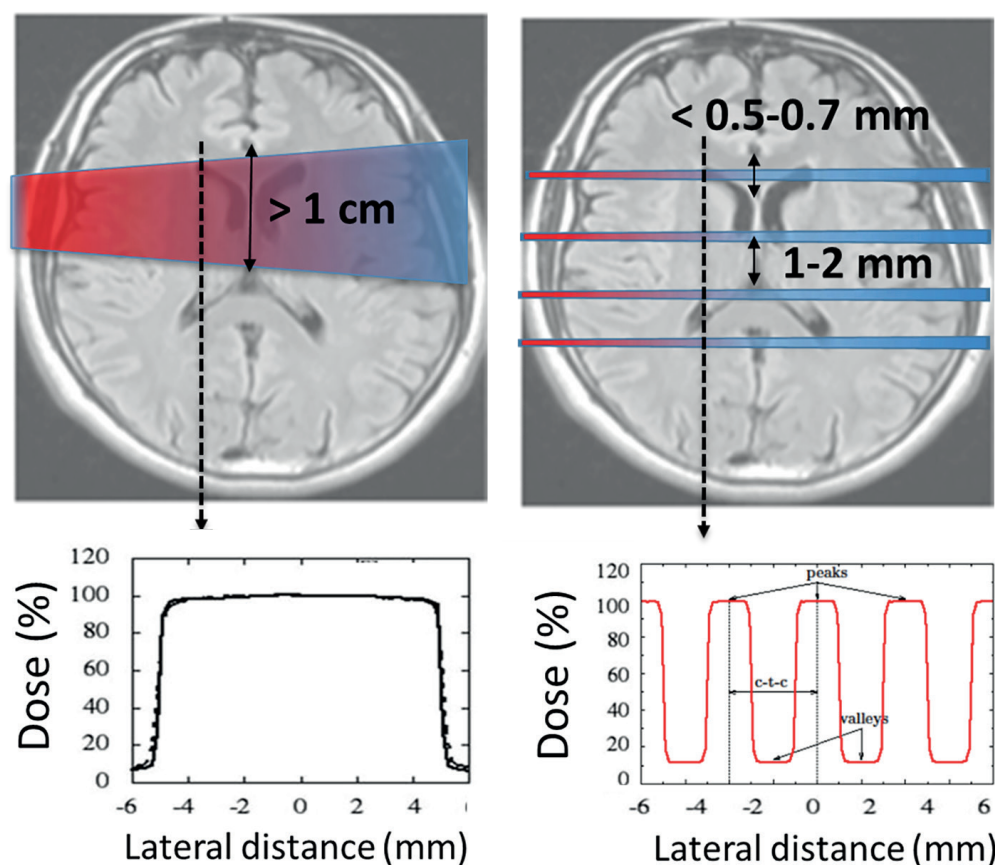 > 1 cm
< 0.5-0.7 mm
1-2 mm
Dose (%)
120
100
80
60
40
20
0
-6
-4
-2
0
2
4
6
Lateral distance (mm)
Dose (%)
120
100
80
60
40
20
0
peaks
c-t-c
valleys
-6
-4
-2
0
2
4
6
Lateral distance (mm)